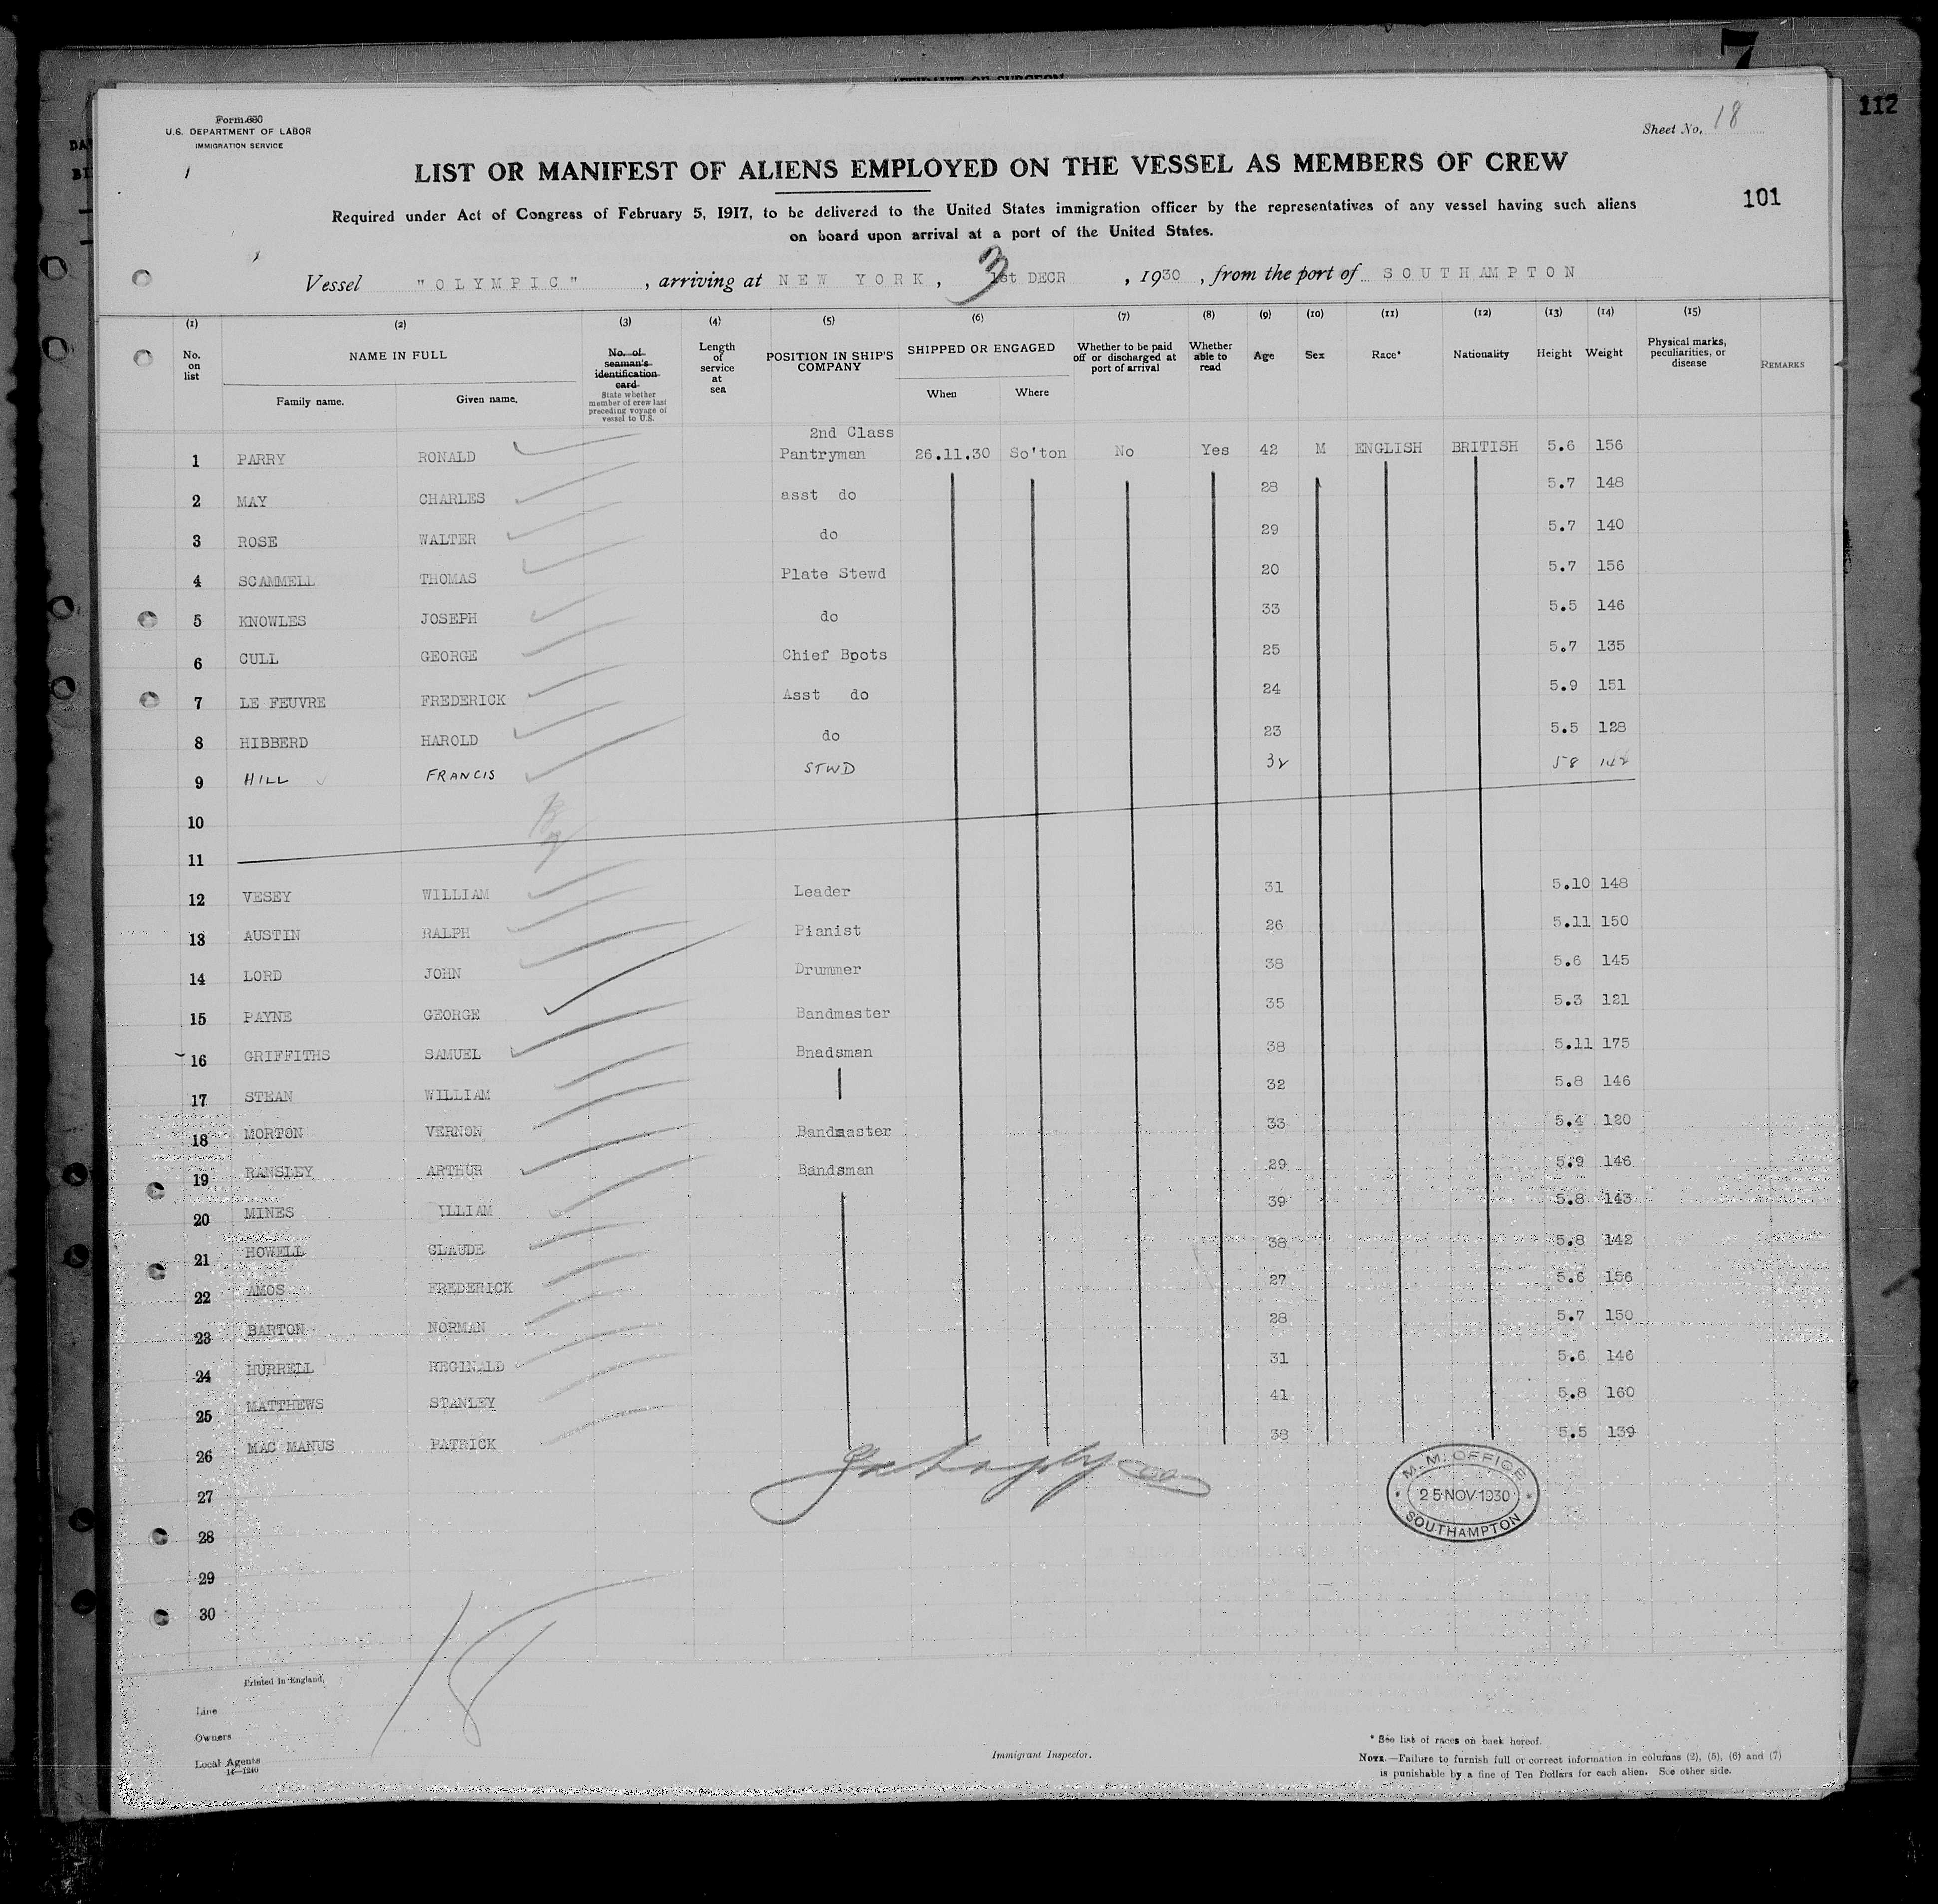 7
AFFIDAVIT OF SURGEON
112
Form 680
U.S. DEPARTMENT OF LABOR
IMMIGRATION SERVICE
Sheet No. 18
LIST OR MANIFEST OF ALIENS EMPLOYED ON THE VESSEL AS MEMBERS OF CREW
101
Required under Act of Congress of February 5, 1917, to be delivered to the United States immigration officer by the representatives of any vessel having such aliens
on board upon arrival at a port of the United States.
Vessel "OLYMPIC", arriving at NEW YORK, 3 1st DECR, 1930, from the port of SOUTHAMPTON
(1) (2) (3) (4) (5) (6) (7) (8) (9) (10) (11) (12) (13) (14) (15)
No. on list
NAME IN FULL
Family name. Given name.
No. of seaman's identification card
State whether member of crew last preceding voyage of vessel to U.S.
Length of service at sea
POSITION IN SHIP'S COMPANY
SHIPPED OR ENGAGED
When Where
Whether to be paid off or discharged at port of arrival
Whether able to read
Age
Sex
Race*
Nationality
Height
Weight
Physical marks, peculiarities, or disease
REMARKS
2nd Class
1 PARRY RONALD Pantryman 26.11.30 So'ton No Yes 42 M ENGLISH BRITISH 5.6 156
2 MAY CHARLES asst do 28 5.7 148
3 ROSE WALTER do 29 5.7 140
4 SCAMMELL THOMAS Plate Stewd 20 5.7 156
5 KNOWLES JOSEPH do 33 5.5 146
6 CULL GEORGE Chief Boots 25 5.7 135
7 LE FEUVRE FREDERICK Asst do 24 5.9 151
8 HIBBERD HAROLD do 23 5.5 128
9 HILL FRANCIS STWD 32 5 8
10
11
12 VESEY WILLIAM Leader 31 5.10 148
13 AUSTIN RALPH Pianist 26 5.11 150
14 LORD JOHN Drummer 38 5.6 145
15 PAYNE GEORGE Bandmaster 35 5.3 121
16 GRIFFITHS SAMUEL Bnadsman 38 5.11 175
17 STEAN WILLIAM 32 5.8 146
18 MORTON VERNON Bandmaster 33 5.4 120
19 RANSLEY ARTHUR Bandsman 29 5.9 146
20 MINES ILLIAM 39 5.8 143
21 HOWELL CLAUDE 38 5.8 142
22 AMOS FREDERICK 27 5.6 156
23 BARTON NORMAN 28 5.7 150
24 HURRELL REGINALD 31 5.6 146
25 MATTHEWS STANLEY 41 5.8 160
26 MAC MANUS PATRICK 38 5.5 139
27
28
29
30
M. M. OFFICE
25 NOV 1930
SOUTHAMPTON
18
Printed in England.
Line
Owners
Local Agents
14—1240
Immigrant Inspector.
* See list of races on back hereof.
NOTE.—Failure to furnish full or correct information in columns (2), (5), (6) and (7)
is punishable by a fine of Ten Dollars for each alien. See other side.